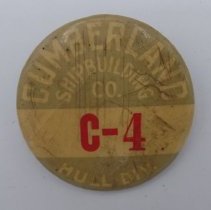 CUMBERLAND
SHIPBUILDING
CO.
C-4
HULL DIV.